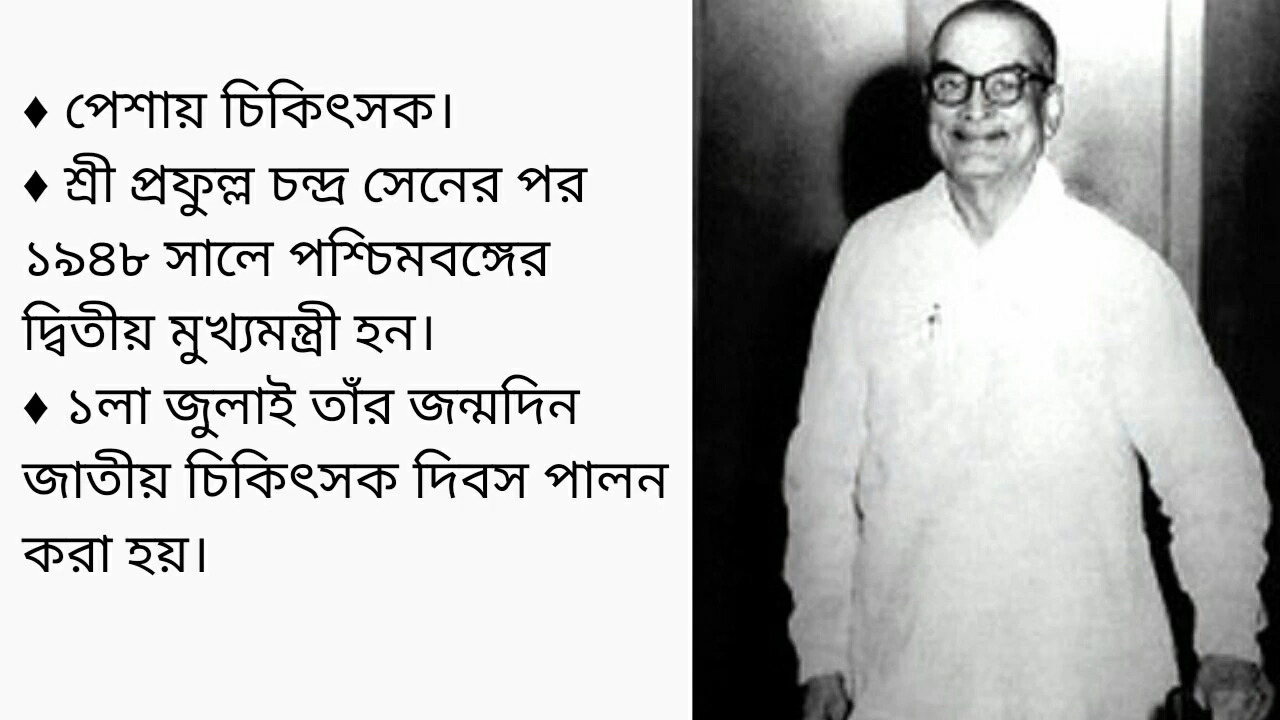 ♦ পেশায় চিকিৎসক।
♦ শ্রী প্রফুল্ল চন্দ্র সেনের পর
১৯৪৮ সালে পশ্চিমবঙ্গের
দ্বিতীয় মুখ্যমন্ত্রী হন।
♦ ১লা জুলাই তাঁর জন্মদিন
জাতীয় চিকিৎসক দিবস পালন
করা হয়।